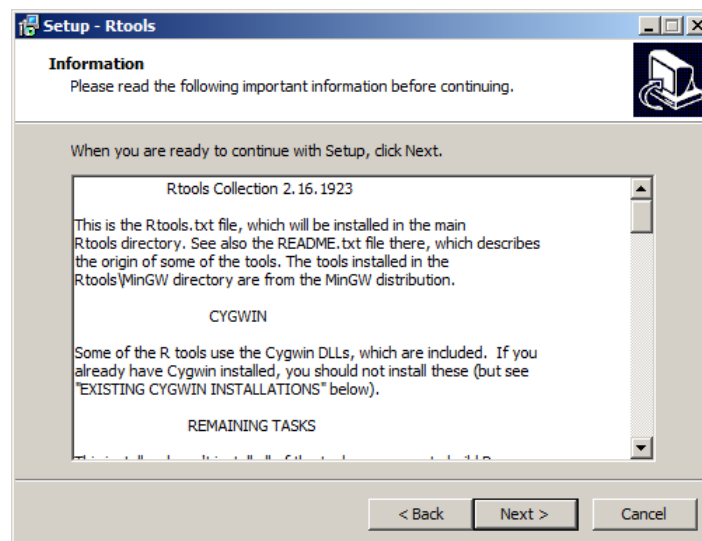 Setup - Rtools
Information
Please read the following important information before continuing.
When you are ready to continue with Setup, click Next.
Rtools Collection 2.16.1923
This is the Rtools.txt file, which will be installed in the main
Rtools directory. See also the README.txt file there, which describes
the origin of some of the tools. The tools installed in the
Rtools\MinGW directory are from the MinGW distribution.
CYGWIN
Some of the R tools use the Cygwin DLLs, which are included.  If you
already have Cygwin installed, you should not install these (but see
"EXISTING CYGWIN INSTALLATIONS" below).
REMAINING TASKS
< Back
Next >
Cancel